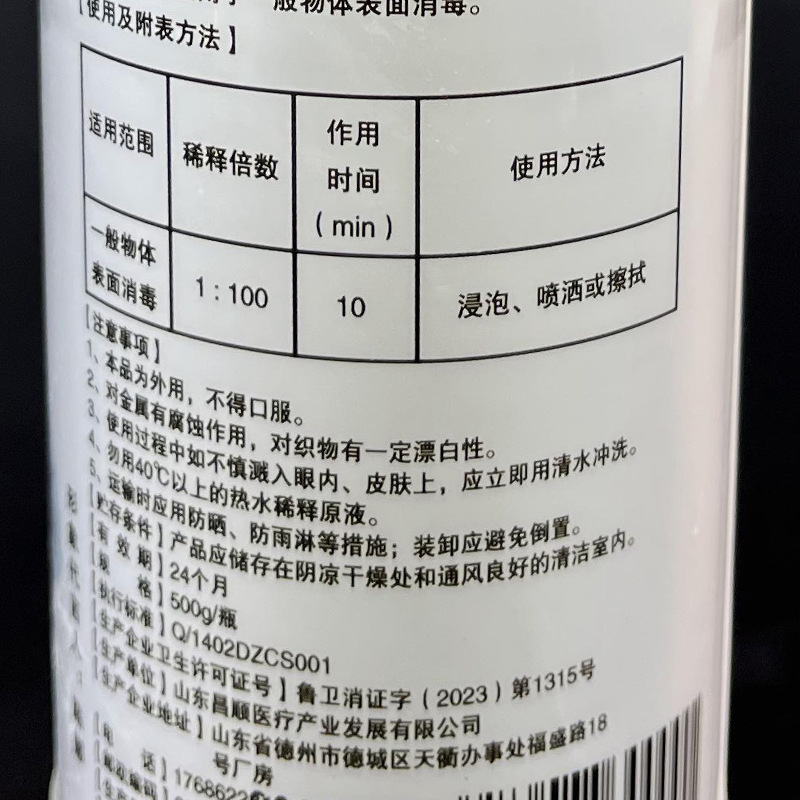 一般物体表面消毒。
【使用及附表方法】
适用范围 稀释倍数 作用时间(min) 使用方法
一般物体表面消毒 1:100 10 浸泡、喷洒或擦拭
【注意事项】
1、本品为外用，不得口服。
2、对金属有腐蚀作用，对织物有一定漂白性。
3、使用过程中如不慎溅入眼内、皮肤上，应立即用清水冲洗。
4、勿用40℃以上的热水稀释原液。
5、运输时应用防晒、防雨淋等措施；装卸应避免倒置。
【贮存条件】产品应储存在阴凉干燥处和通风良好的清洁室内。
【有效期】24个月
【规格】500g/瓶
【执行标准】Q/1402DZCS001
【生产企业卫生许可证号】鲁卫消证字（2023）第1315号
【生产单位】山东昌顺医疗产业发展有限公司
【生产企业地址】山东省德州市德城区天衢办事处福盛路18
号厂房
【电话】1768622
【邮政编码】